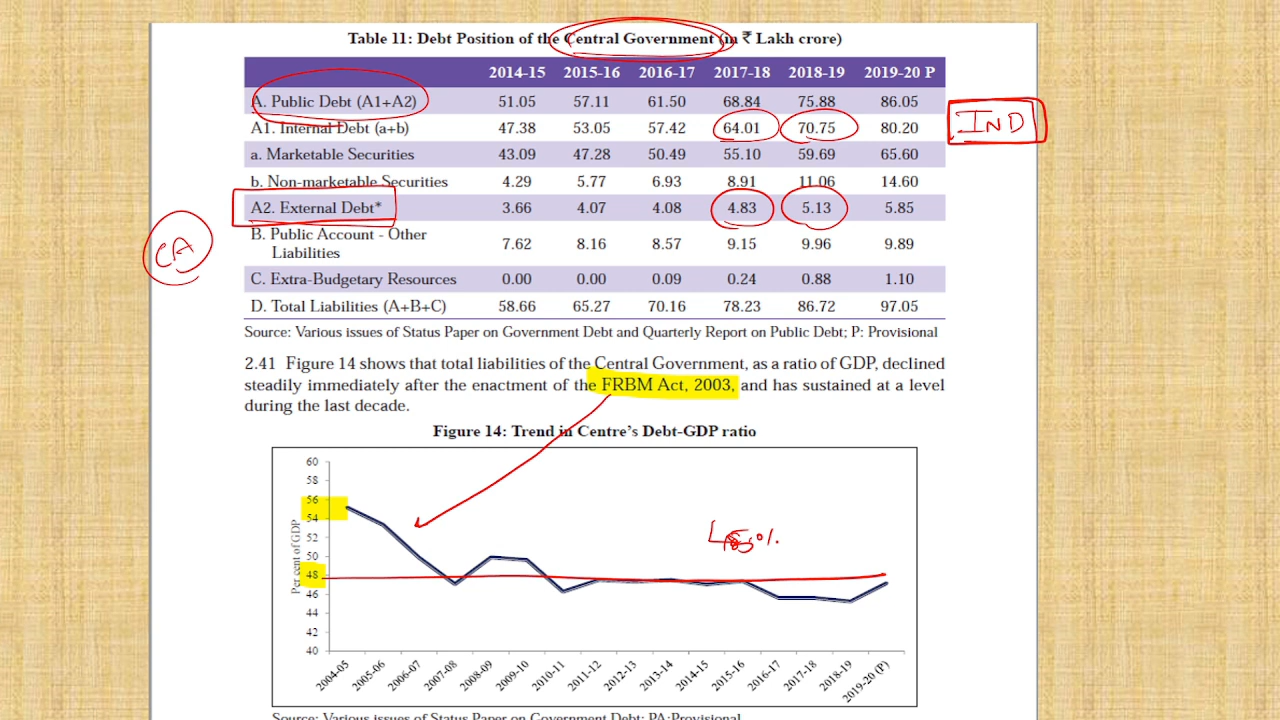 Table 11: Debt Position of the Central Government (in ₹ Lakh crore)
2014-15 2015-16 2016-17 2017-18 2018-19 2019-20 P
A. Public Debt (A1+A2) 51.05 57.11 61.50 68.84 75.88 86.05
A1. Internal Debt (a+b) 47.38 53.05 57.42 64.01 70.75 80.20
IND
a. Marketable Securities 43.09 47.28 50.49 55.10 59.69 65.60
b. Non-marketable Securities 4.29 5.77 6.93 8.91 11.06 14.60
A2. External Debt* 3.66 4.07 4.08 4.83 5.13 5.85
CA
B. Public Account - Other
Liabilities 7.62 8.16 8.57 9.15 9.96 9.89
C. Extra-Budgetary Resources 0.00 0.00 0.09 0.24 0.88 1.10
D. Total Liabilities (A+B+C) 58.66 65.27 70.16 78.23 86.72 97.05
Source: Various issues of Status Paper on Government Debt and Quarterly Report on Public Debt; P: Provisional
2.41 Figure 14 shows that total liabilities of the Central Government, as a ratio of GDP, declined
steadily immediately after the enactment of the FRBM Act, 2003, and has sustained at a level
during the last decade.
Figure 14: Trend in Centre's Debt-GDP ratio
Per cent of GDP
60
58
56
54
52
50
48
46
44
42
40
2004-05
2005-06
2006-07
2007-08
2008-09
2009-10
2010-11
2011-12
2012-13
2013-14
2014-15
2015-16
2016-17
2017-18
2018-19
2019-20 (P)
Source: Various issues of Status Paper on Government Debt; PA:Provisional